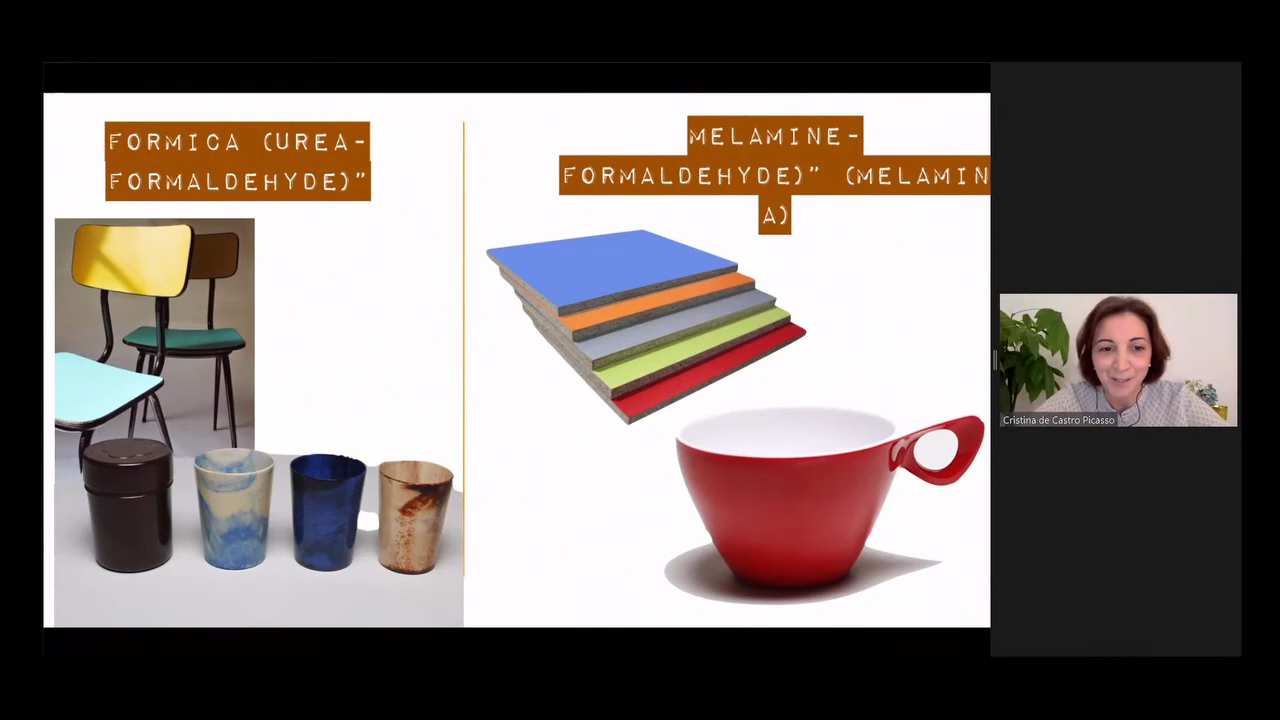 FORMICA (UREA-
FORMALDEHYDE)”
MELAMINE-
FORMALDEHYDE)” (MELAMIN
A)
Cristina de Castro Picasso